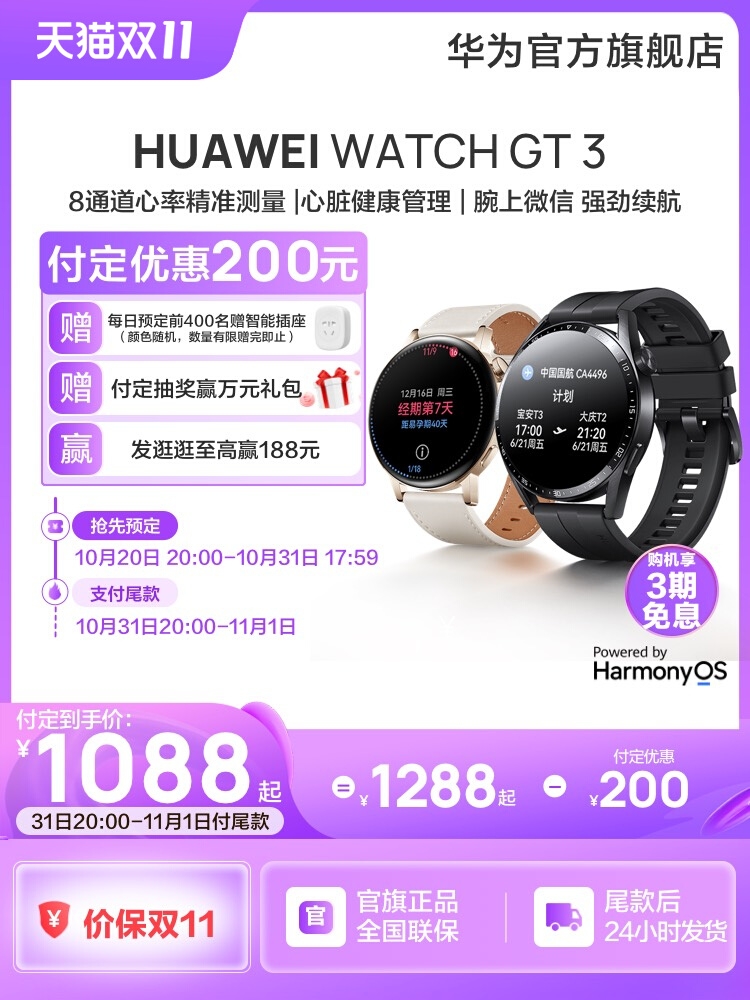 天猫双11
华为官方旗舰店
HUAWEI WATCH GT 3
8通道心率精准测量 |心脏健康管理 | 腕上微信 强劲续航
付定优惠200元
赠
每日预定前400名赠智能插座
(颜色随机，数量有限赠完即止)
赠
付定抽奖赢万元礼包
赢
发逛逛至高赢188元
11/9 16
12月16日 周三
经期第7天
距易孕期40天
1/18
中国国航 CA4496
计划
宝安T3 大庆T2
17:00 21:20
6/21周五 6/21周五
抢先预定
10月20日 20:00-10月31日 17:59
支付尾款
10月31日20:00-11月1日
购机享
3期
免息
Powered by
HarmonyOS
付定到手价:
¥1088起
31日20:00-11月1日付尾款
= ¥1288起 -
付定优惠
¥200
¥ 价保双11
官
官旗正品
全国联保
尾款后
24小时发货